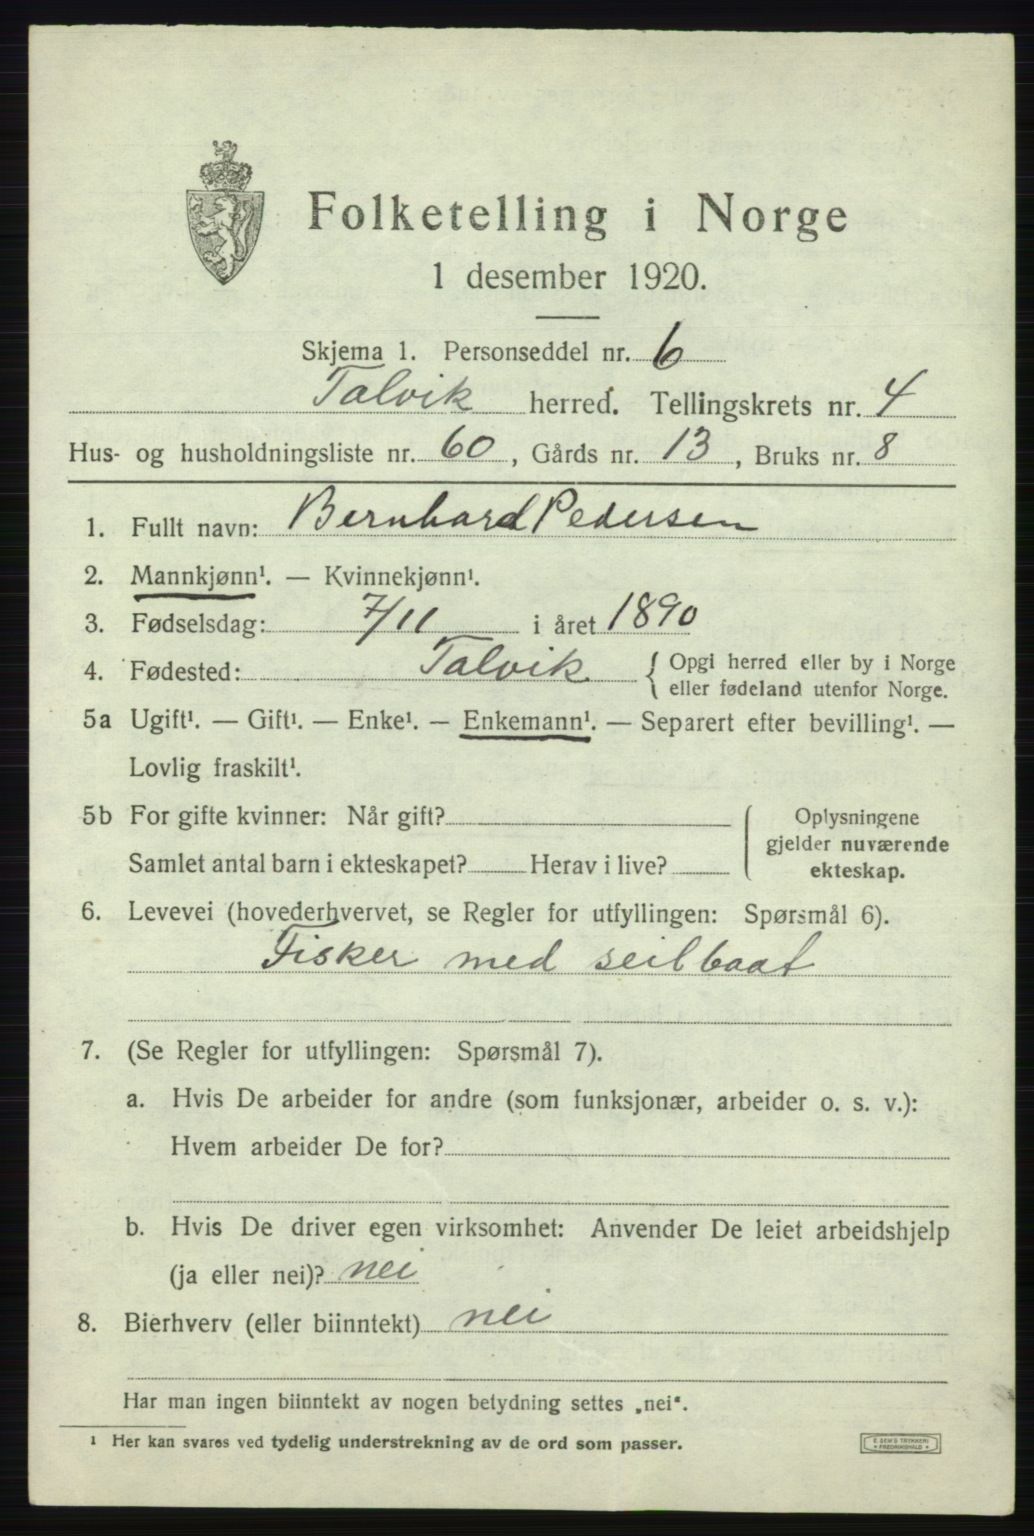 Folketelling i Norge
1 desember 1920.
Skjema 1. Personseddel nr. 6
Talvik herred. Tellingskrets nr. 4
Hus- og husholdningsliste nr. 60, Gårds nr. 13, Bruks nr. 8
1. Fullt navn: Bernhard Pedersen
2. Mannkjønn¹. — Kvinnekjønn¹.
3. Fødselsdag: 7/11 i året 1890
4. Fødested: Talvik { Opgi herred eller by i Norge
eller fødeland utenfor Norge.
5a Ugift¹. — Gift¹. — Enke¹. — Enkemann¹. — Separert efter bevilling¹. —
Lovlig fraskilt¹.
5b For gifte kvinner: Når gift?
Samlet antal barn i ekteskapet? Herav i live?
Oplysningene
gjelder nuværende
ekteskap.
6. Levevei (hovederhvervet, se Regler for utfyllingen: Spørsmål 6).
Fisker med seilbaat
7. (Se Regler for utfyllingen: Spørsmål 7).
a. Hvis De arbeider for andre (som funksjonær, arbeider o. s. v.):
Hvem arbeider De for?
b. Hvis De driver egen virksomhet: Anvender De leiet arbeidshjelp
(ja eller nei)? nei
8. Bierhverv (eller biinntekt) nei
Har man ingen biinntekt av nogen betydning settes „nei“.
¹ Her kan svares ved tydelig understrekning av de ord som passer.
E. SEM'S TRYKKERI
FREDRIKSHALD